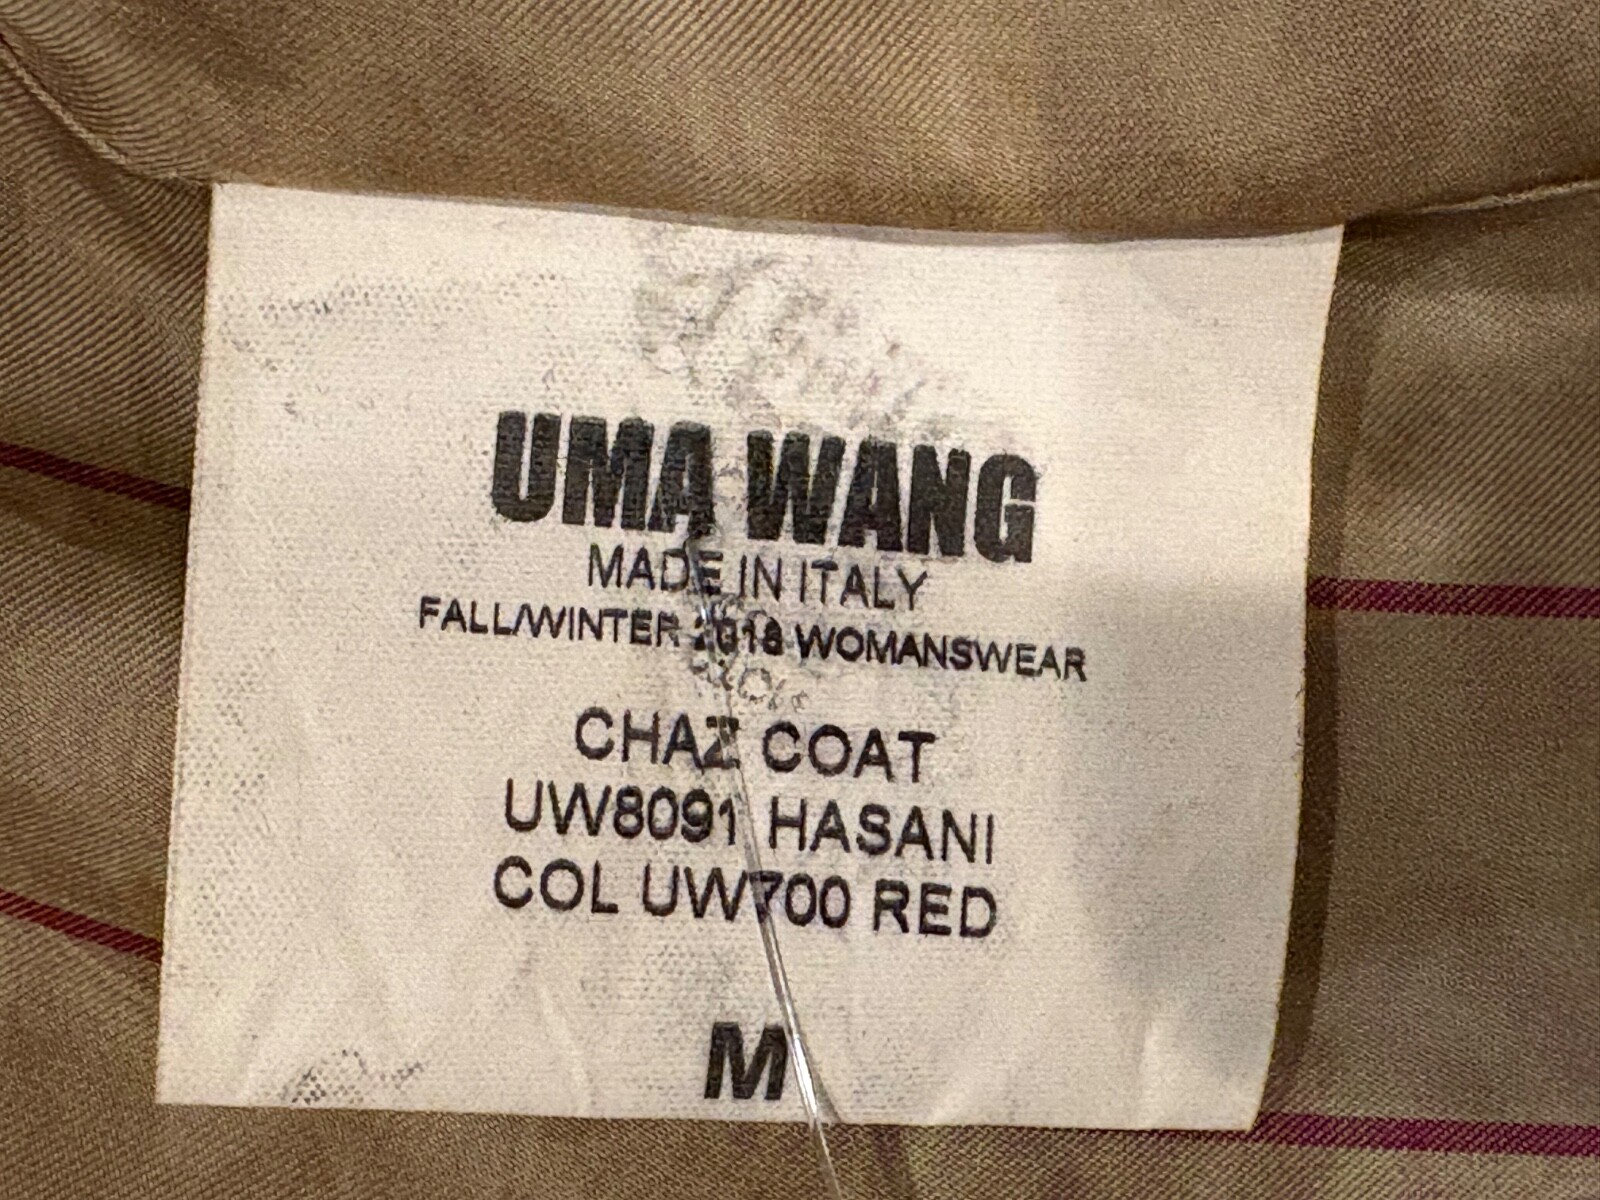 UMA WANG
MADE IN ITALY
FALL/WINTER 2018 WOMANSWEAR
CHAZ COAT
UW8091 HASANI
COL UW700 RED
M